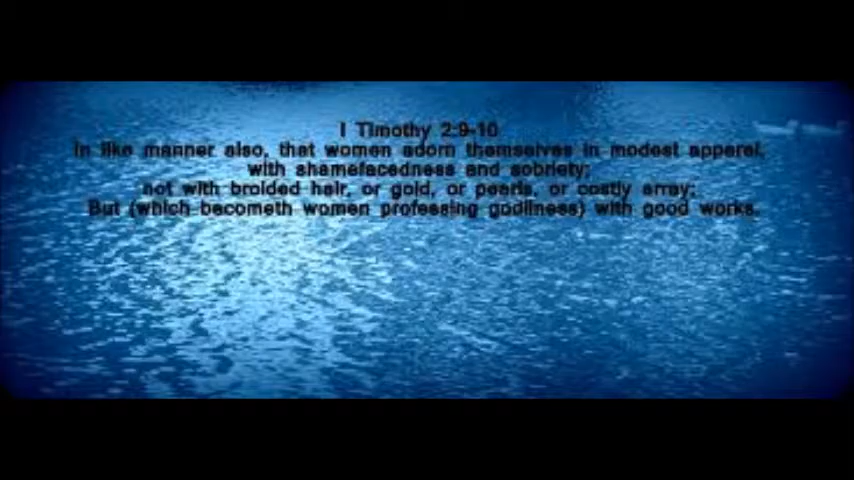 I Timothy 2:9-10
In like manner also, that women adorn themselves in modest apparel,
with shamefacedness and sobriety;
not with broided hair, or gold, or pearls, or costly array;
But (which becometh women professing godliness) with good works.